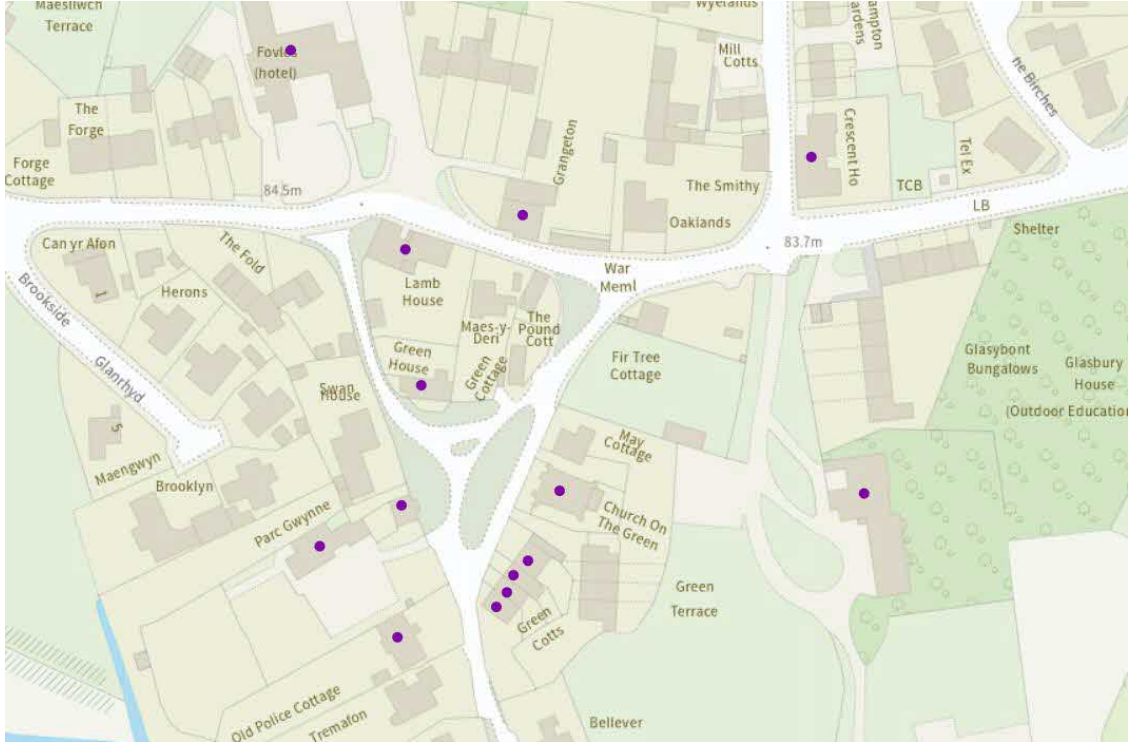 Maesllwch
Terrace
Foyles
(hotel)
Wyelands
Mill
Cotts
Gardens
The Birches
The
Forge
Forge
Cottage
84.5m
Grangeton
The Smithy
Oaklands
Crescent Ho
TCB
Tel Ex
LB
Shelter
83.7m
War
Meml
Can yr Afon
1
The Fold
Herons
Brookside
Glanrhyd
Lamb
House
Maes-y-
Deri
The
Pound
Cott
Green
House
Green
Cottage
Swan
House
Fir Tree
Cottage
Glasybont
Bungalows
Glasbury
House
(Outdoor Education
5
Maengwyn
Brooklyn
Parc Gwynne
May
Cottage
Church On
The Green
Green
Terrace
Green
Cotts
Old Police Cottage
Tremafon
Bellever